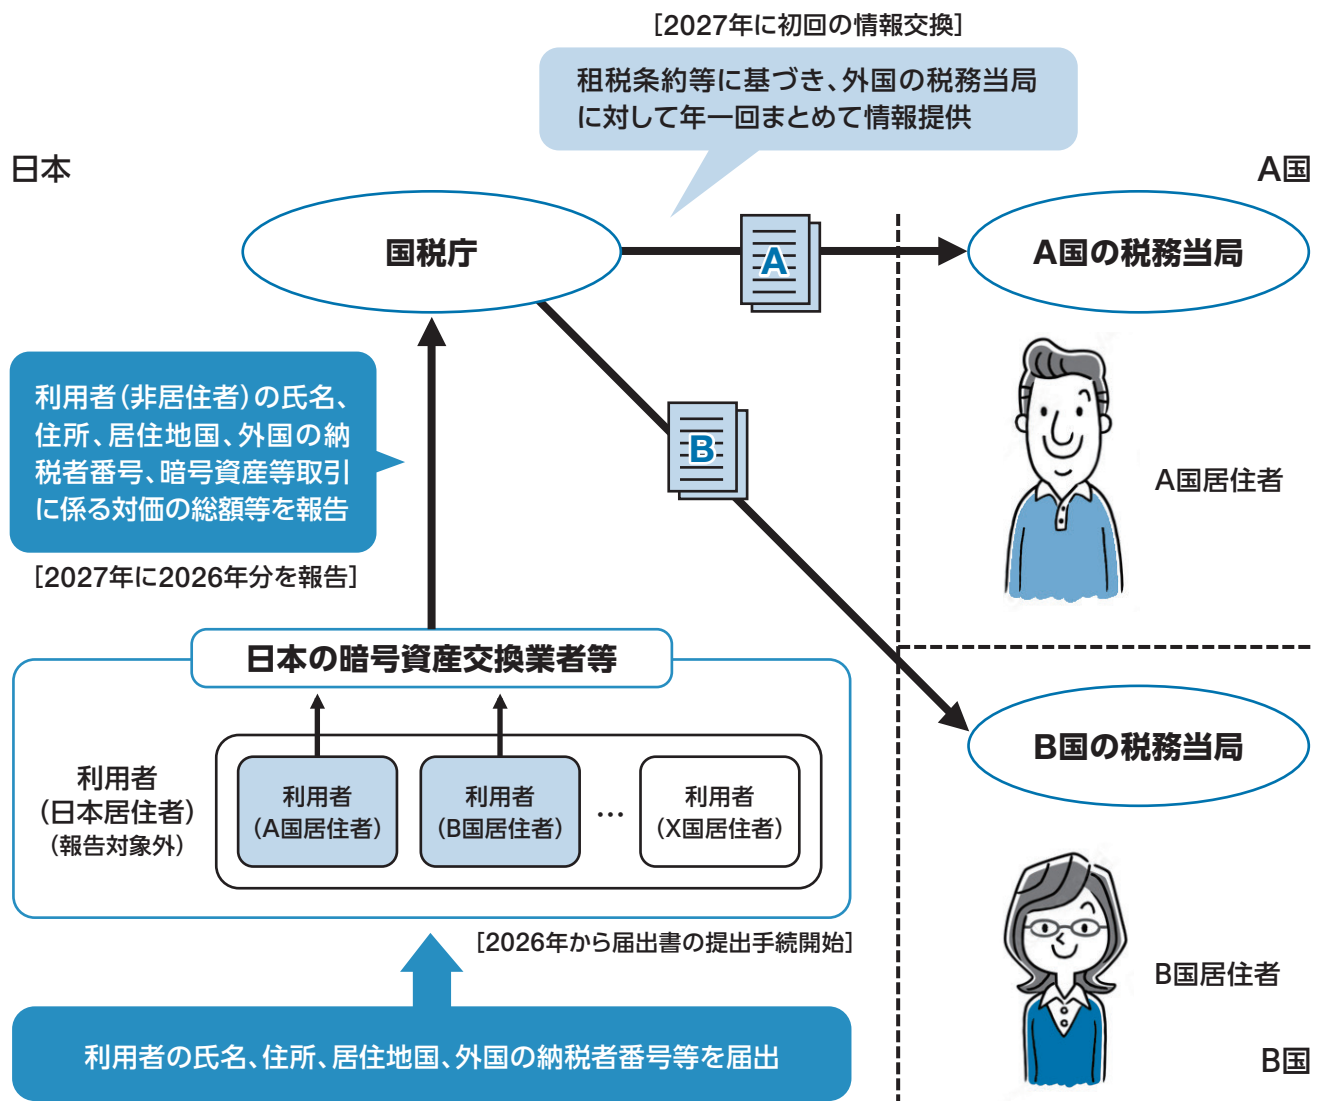 [2027年に初回の情報交換]
租税条約等に基づき、外国の税務当局
に対して年一回まとめて情報提供
日本
A国
国税庁
A
A国の税務当局
利用者(非居住者)の氏名、
住所、居住地国、外国の納
税者番号、暗号資産等取引
に係る対価の総額等を報告
[2027年に2026年分を報告]
B
A国居住者
日本の暗号資産交換業者等
利用者
(日本居住者)
(報告対象外)
利用者
(A国居住者)
利用者
(B国居住者)
…
利用者
(X国居住者)
B国の税務当局
[2026年から届出書の提出手続開始]
B国居住者
利用者の氏名、住所、居住地国、外国の納税者番号等を届出
B国